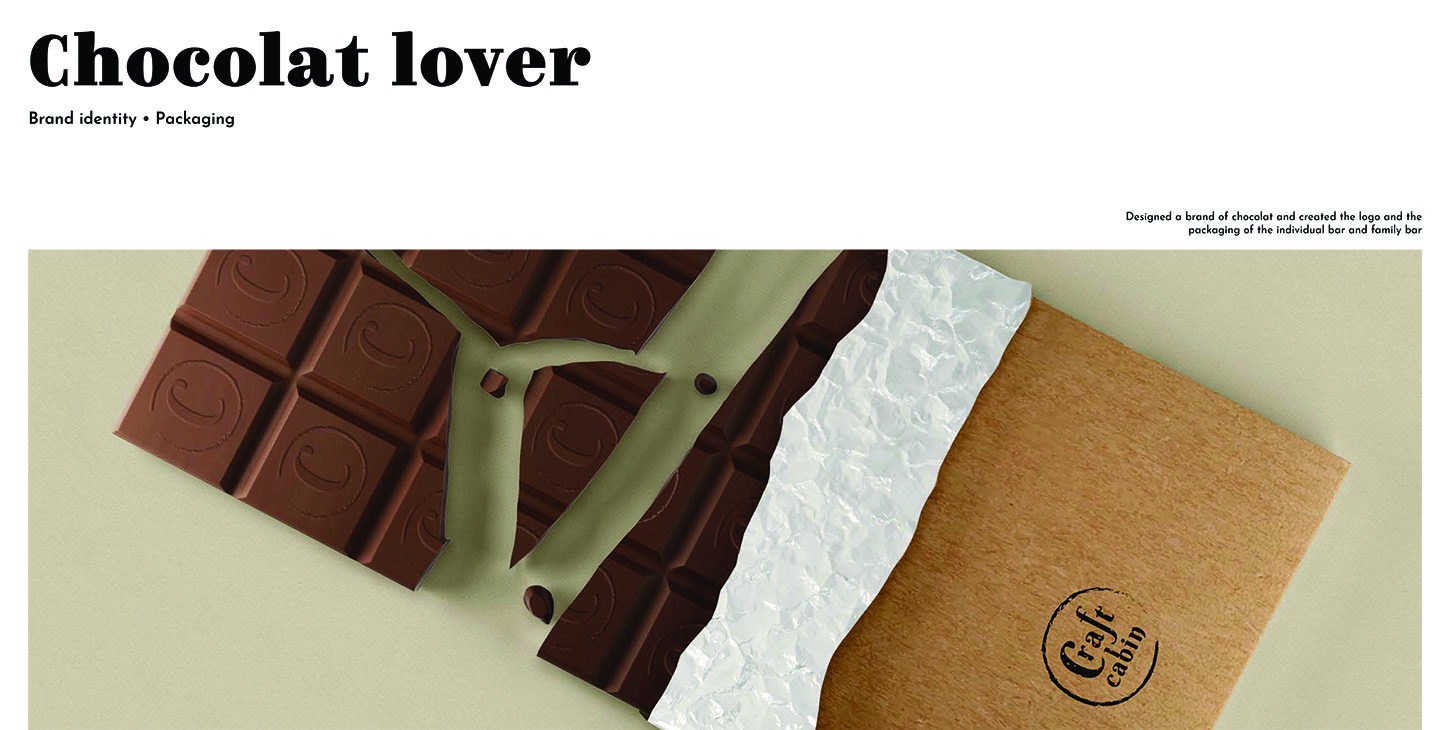 Chocolat lover
Brand identity • Packaging
Designed a brand of chocolat and created the logo and the
packaging of the individual bar and family bar
C
C
C
C
C
C
Craft
cabin